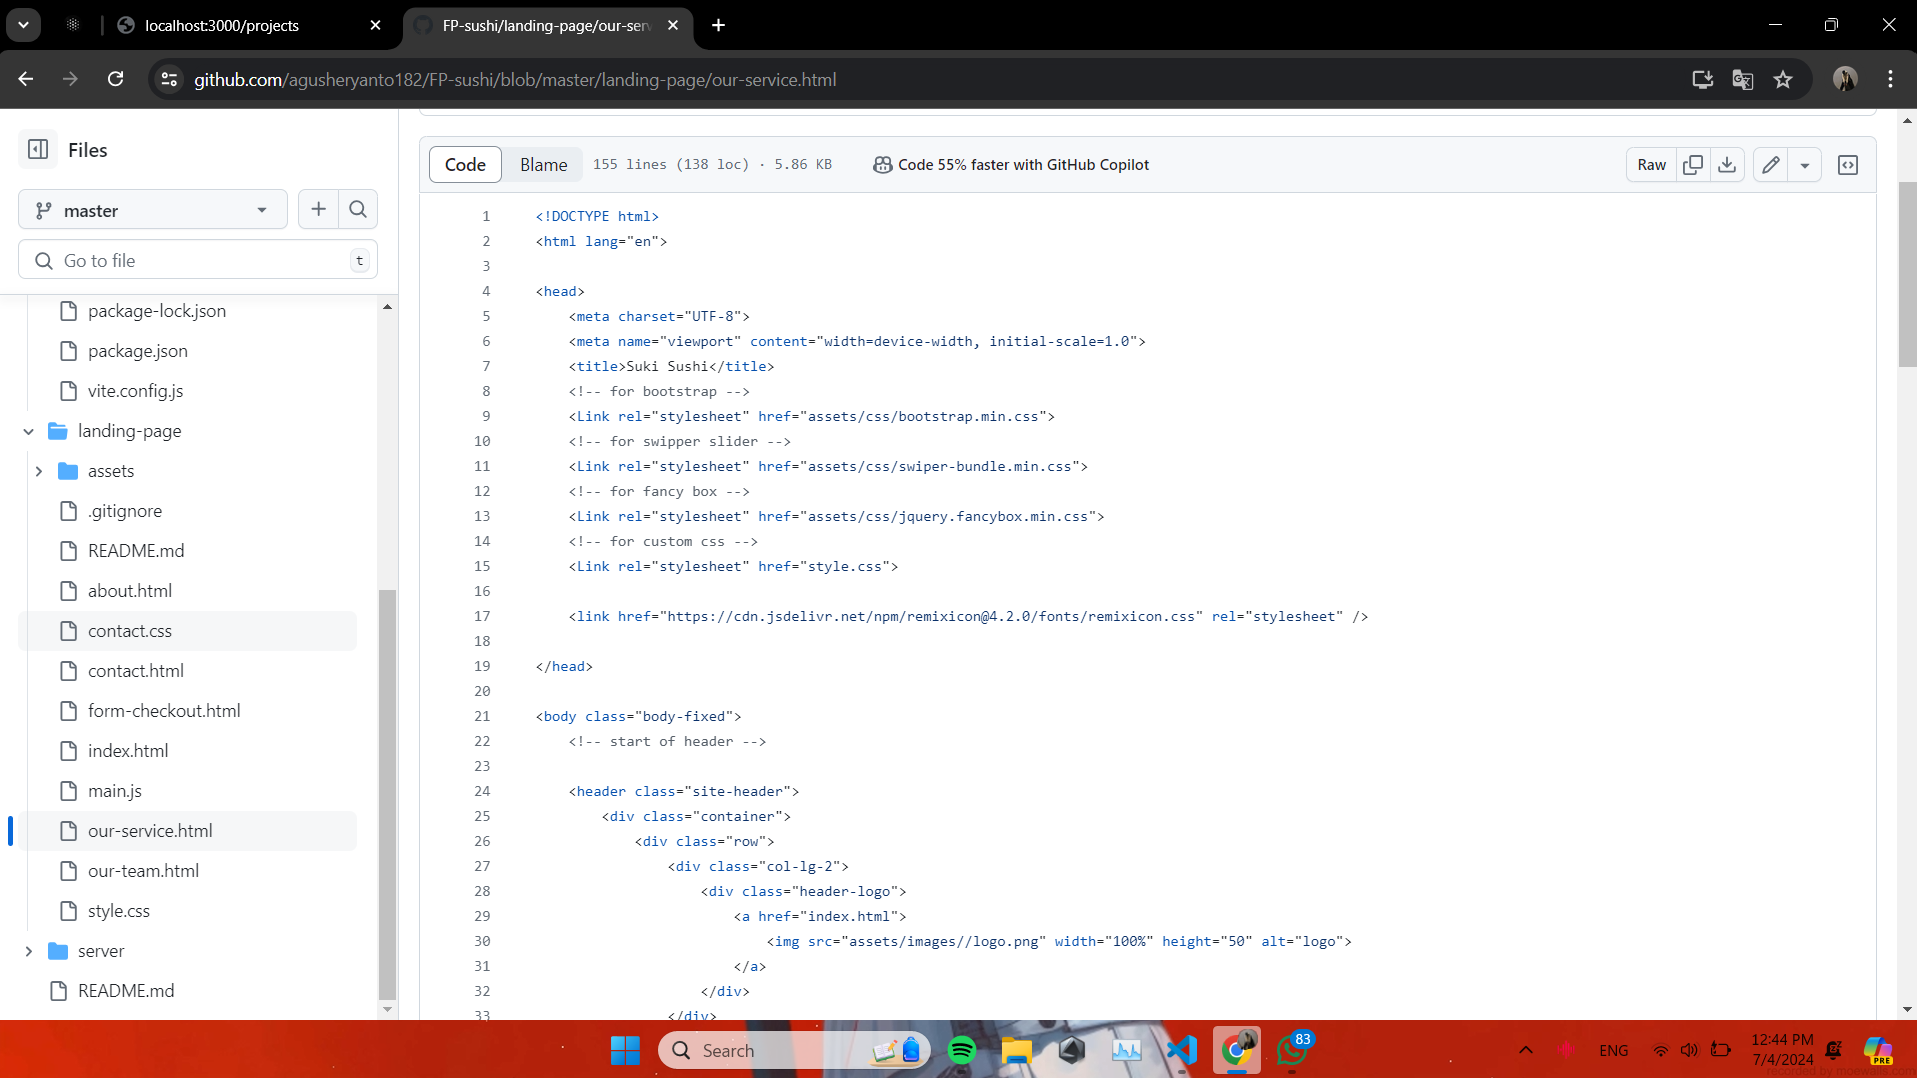 localhost:3000/projects
FP-sushi/landing-page/our-serv
github.com/agusheryanto182/FP-sushi/blob/master/landing-page/our-service.html
Files
master
Go to file
t
package-lock.json
package.json
vite.config.js
landing-page
assets
.gitignore
README.md
about.html
contact.css
contact.html
form-checkout.html
index.html
main.js
our-service.html
our-team.html
style.css
server
README.md
Code
Blame
155 lines (138 loc) · 5.86 KB
Code 55% faster with GitHub Copilot
Raw
1 <!DOCTYPE html>
2 <html lang="en">
3
4 <head>
5 <meta charset="UTF-8">
6 <meta name="viewport" content="width=device-width, initial-scale=1.0">
7 <title>Suki Sushi</title>
8 <!-- for bootstrap -->
9 <Link rel="stylesheet" href="assets/css/bootstrap.min.css">
10 <!-- for swipper slider -->
11 <Link rel="stylesheet" href="assets/css/swiper-bundle.min.css">
12 <!-- for fancy box -->
13 <Link rel="stylesheet" href="assets/css/jquery.fancybox.min.css">
14 <!-- for custom css -->
15 <Link rel="stylesheet" href="style.css">
16
17 <link href="https://cdn.jsdelivr.net/npm/remixicon@4.2.0/fonts/remixicon.css" rel="stylesheet" />
18
19 </head>
20
21 <body class="body-fixed">
22 <!-- start of header -->
23
24 <header class="site-header">
25 <div class="container">
26 <div class="row">
27 <div class="col-lg-2">
28 <div class="header-logo">
29 <a href="index.html">
30 <img src="assets/images//logo.png" width="100%" height="50" alt="logo">
31 </a>
32 </div>
33 </div>
Search
83
ENG
12:44 PM
7/4/2024
PRE
recorded by moewalls.com